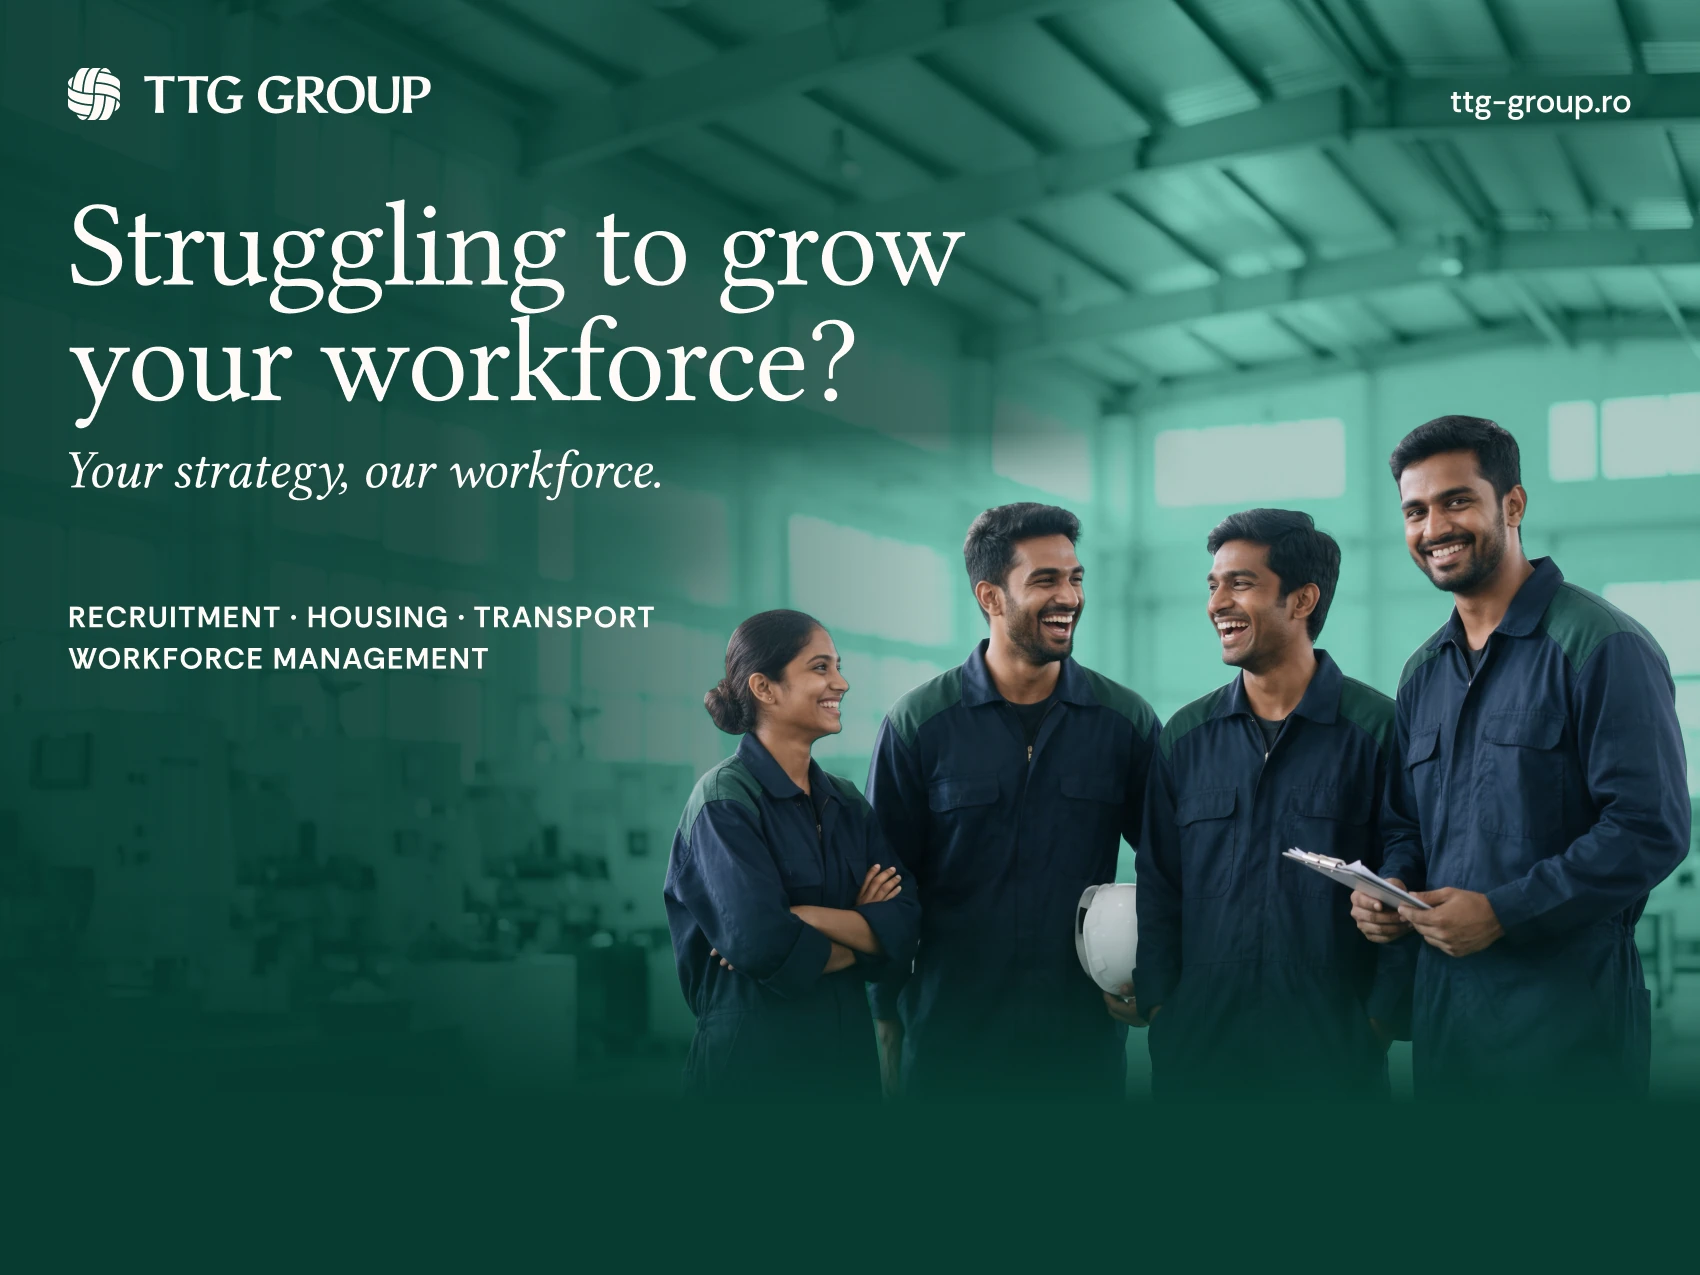 TTG GROUP
ttg-group.ro
Struggling to grow
your workforce?
Your strategy, our workforce.
RECRUITMENT · HOUSING · TRANSPORT
WORKFORCE MANAGEMENT